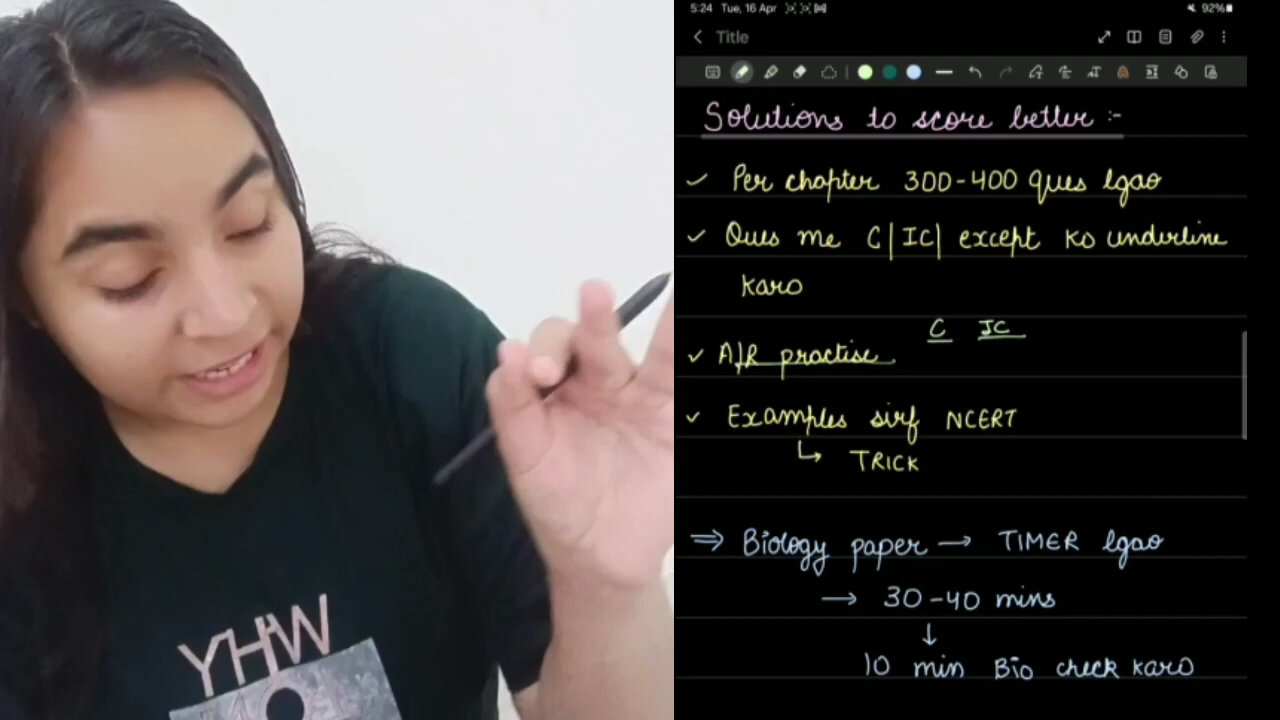 5:24 Tue, 16 Apr
92%
Title
Solutions to score better :-
Per chapter 300-400 ques lgao
Ques me C | IC | except ko underline
karo
C IC
A/R practise
Examples sirf NCERT
TRICK
⇒ Biology paper → TIMER lgao
→ 30-40 mins
↓
10 min Bio check karo
YHW